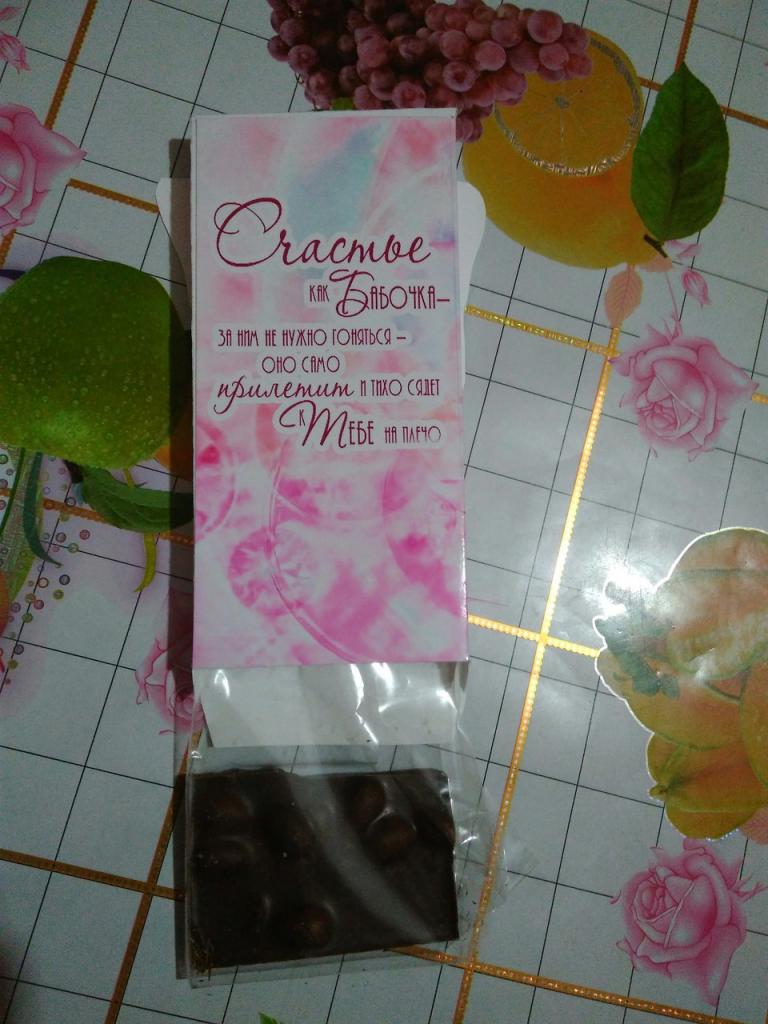 Счастье
как Бабочка—
за ним не нужно гоняться —
оно само
прилетит и тихо сядет
к Тебе на плечо